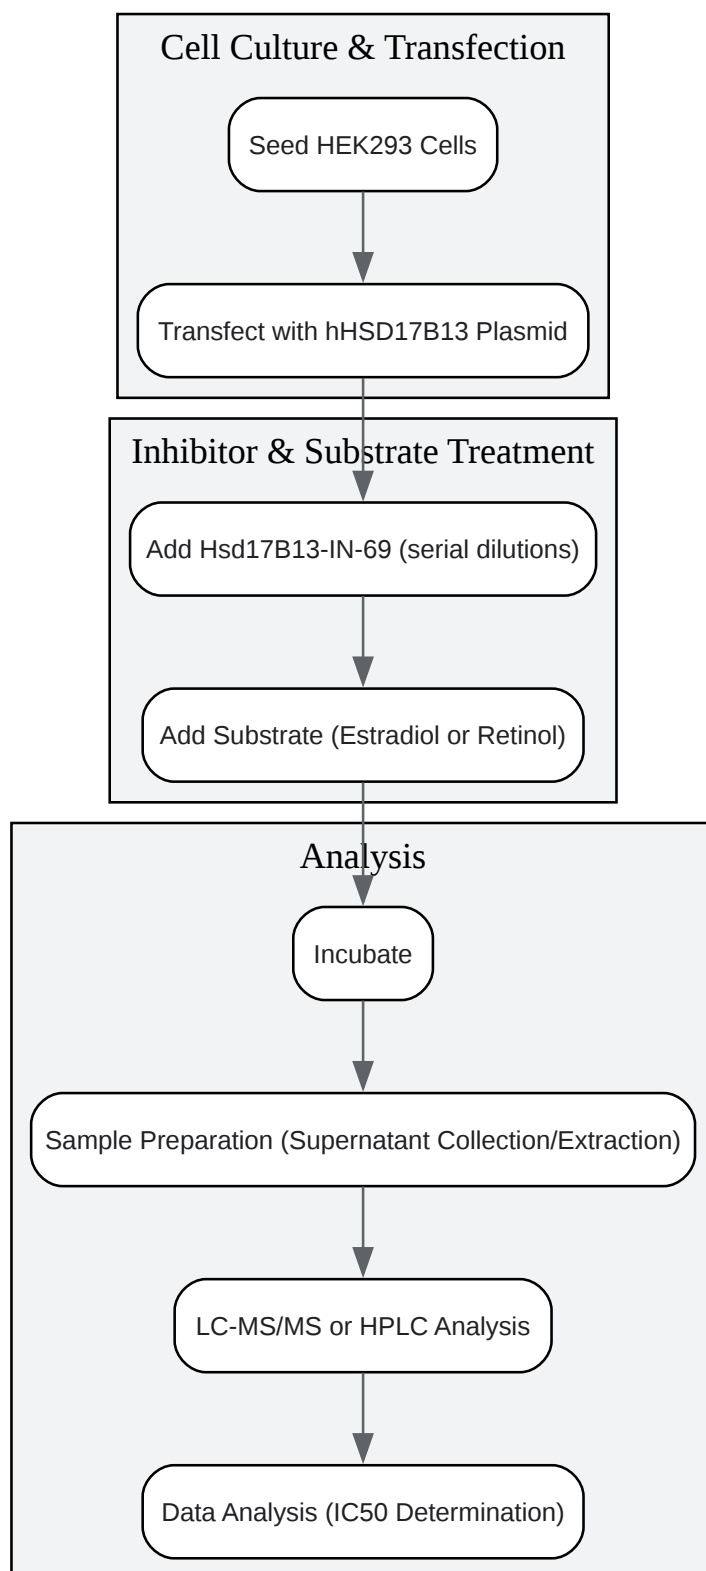 Cell Culture & Transfection
Seed HEK293 Cells
Transfect with hHSD17B13 Plasmid
Inhibitor & Substrate Treatment
Add Hsd17B13-IN-69 (serial dilutions)
Add Substrate (Estradiol or Retinol)
Analysis
Incubate
Sample Preparation (Supernatant Collection/Extraction)
LC-MS/MS or HPLC Analysis
Data Analysis (IC50 Determination)